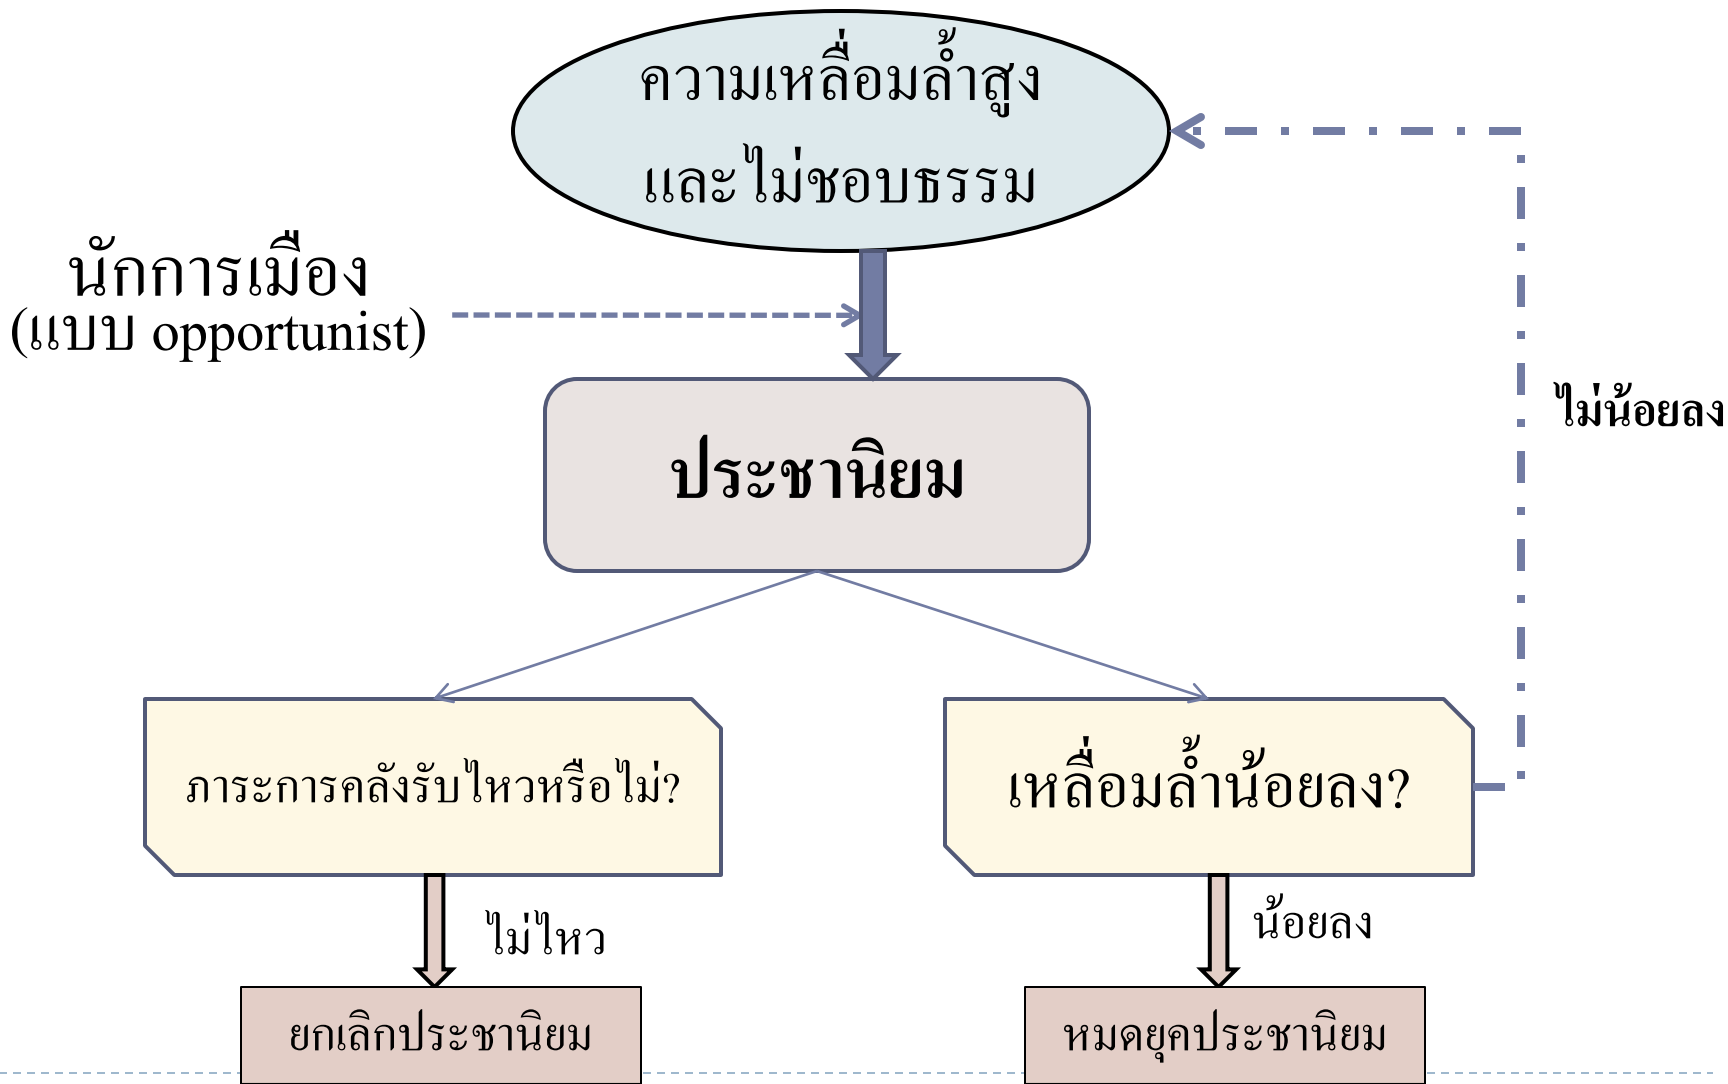 ความเหลื่อมล้ำสูง
และไม่ชอบธรรม
นักการเมือง
(แบบ opportunist)
ไม่น้อยลง
ประชานิยม
ภาระการคลังรับไหวหรือไม่?
เหลื่อมล้ำน้อยลง?
ไม่ไหว
น้อยลง
ยกเลิกประชานิยม
หมดยุคประชานิยม